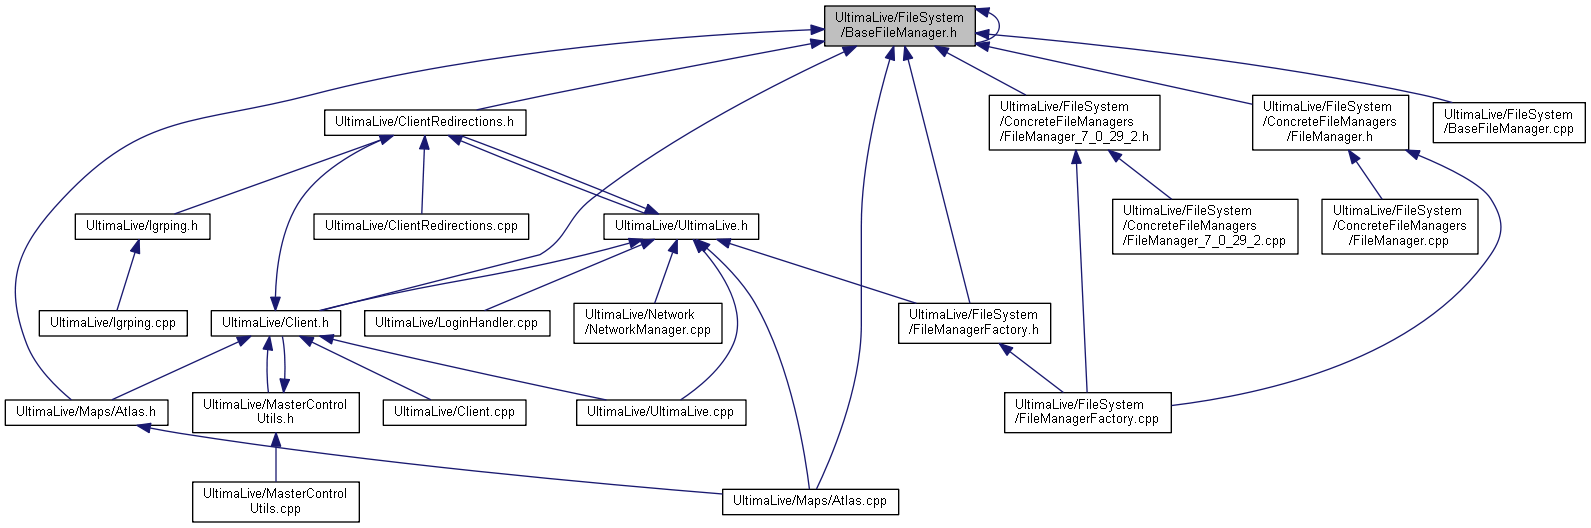 UltimaLive/FileSystem
/BaseFileManager.h
UltimaLive/ClientRedirections.h
UltimaLive/FileSystem
/ConcreteFileManagers
/FileManager_7_0_29_2.h
UltimaLive/FileSystem
/ConcreteFileManagers
/FileManager.h
UltimaLive/FileSystem
/BaseFileManager.cpp
UltimaLive/Igrping.h
UltimaLive/ClientRedirections.cpp
UltimaLive/UltimaLive.h
UltimaLive/FileSystem
/ConcreteFileManagers
/FileManager_7_0_29_2.cpp
UltimaLive/FileSystem
/ConcreteFileManagers
/FileManager.cpp
UltimaLive/Igrping.cpp
UltimaLive/Client.h
UltimaLive/LoginHandler.cpp
UltimaLive/Network
/NetworkManager.cpp
UltimaLive/FileSystem
/FileManagerFactory.h
UltimaLive/Maps/Atlas.h
UltimaLive/MasterControl
Utils.h
UltimaLive/Client.cpp
UltimaLive/UltimaLive.cpp
UltimaLive/FileSystem
/FileManagerFactory.cpp
UltimaLive/MasterControl
Utils.cpp
UltimaLive/Maps/Atlas.cpp